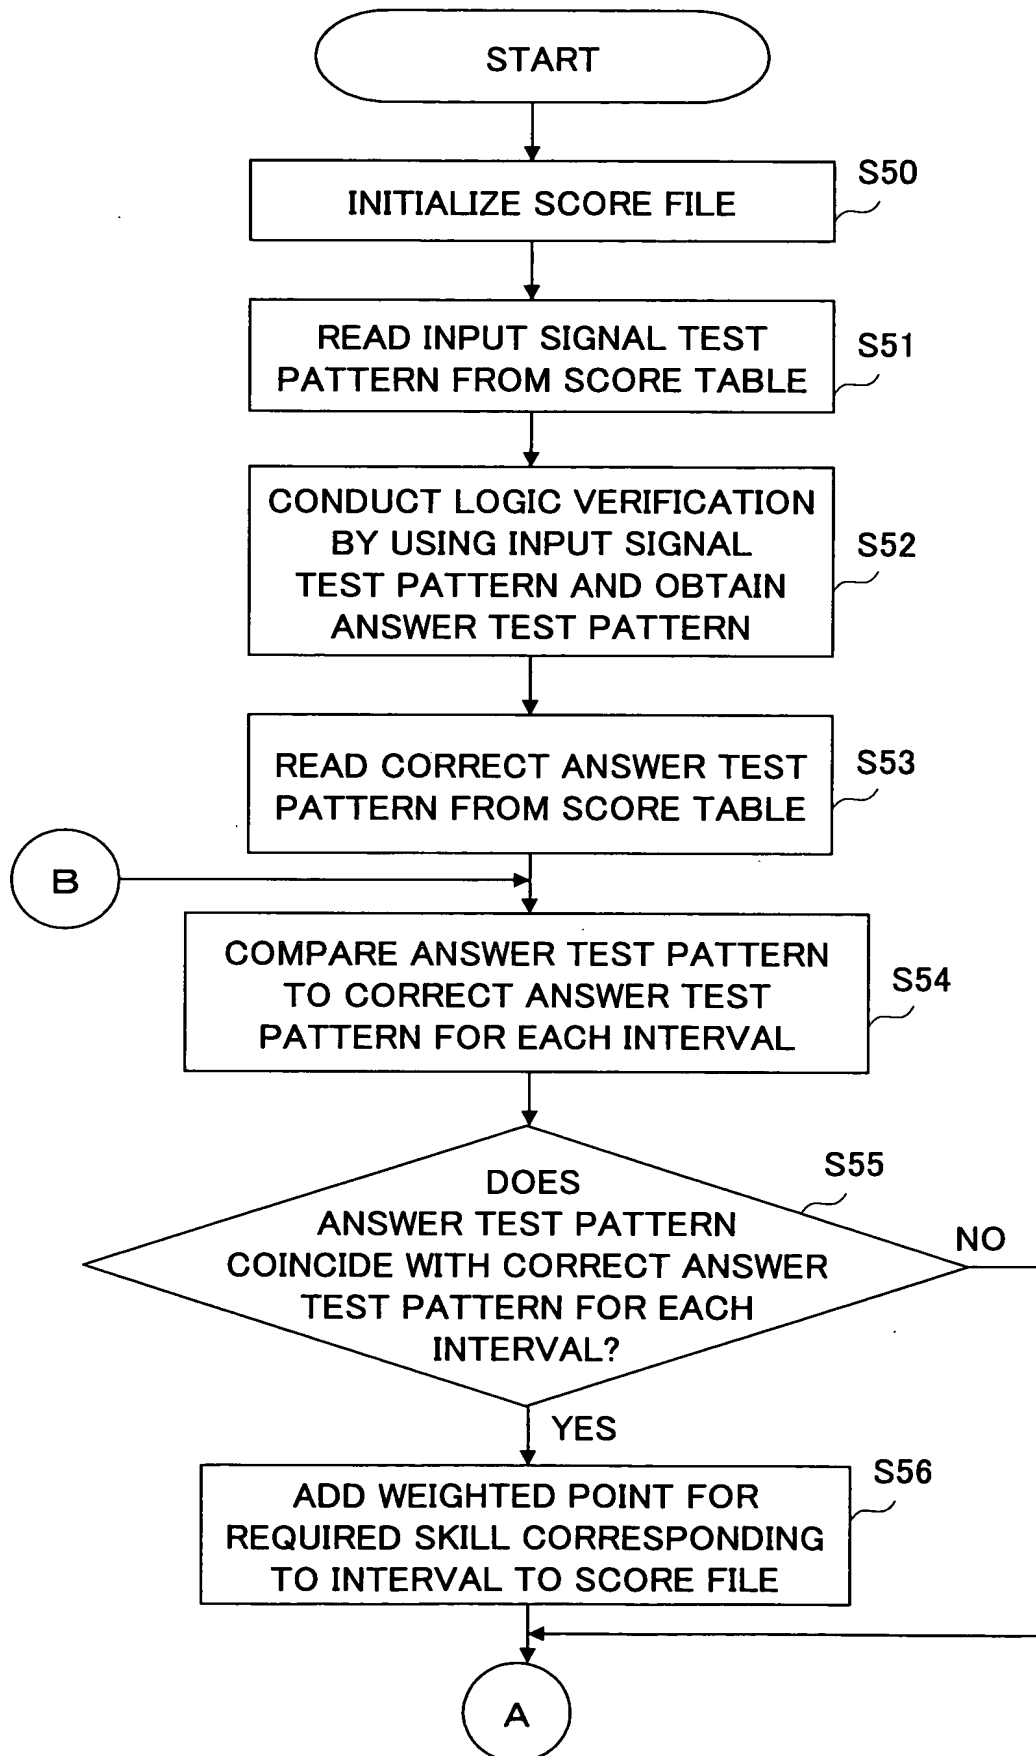 START
S50
INITIALIZE SCORE FILE
S51
READ INPUT SIGNAL TEST
PATTERN FROM SCORE TABLE
S52
CONDUCT LOGIC VERIFICATION
BY USING INPUT SIGNAL
TEST PATTERN AND OBTAIN
ANSWER TEST PATTERN
S53
READ CORRECT ANSWER TEST
PATTERN FROM SCORE TABLE
B
S54
COMPARE ANSWER TEST PATTERN
TO CORRECT ANSWER TEST
PATTERN FOR EACH INTERVAL
S55
DOES
ANSWER TEST PATTERN
COINCIDE WITH CORRECT ANSWER
TEST PATTERN FOR EACH
INTERVAL?
NO
YES
S56
ADD WEIGHTED POINT FOR
REQUIRED SKILL CORRESPONDING
TO INTERVAL TO SCORE FILE
A